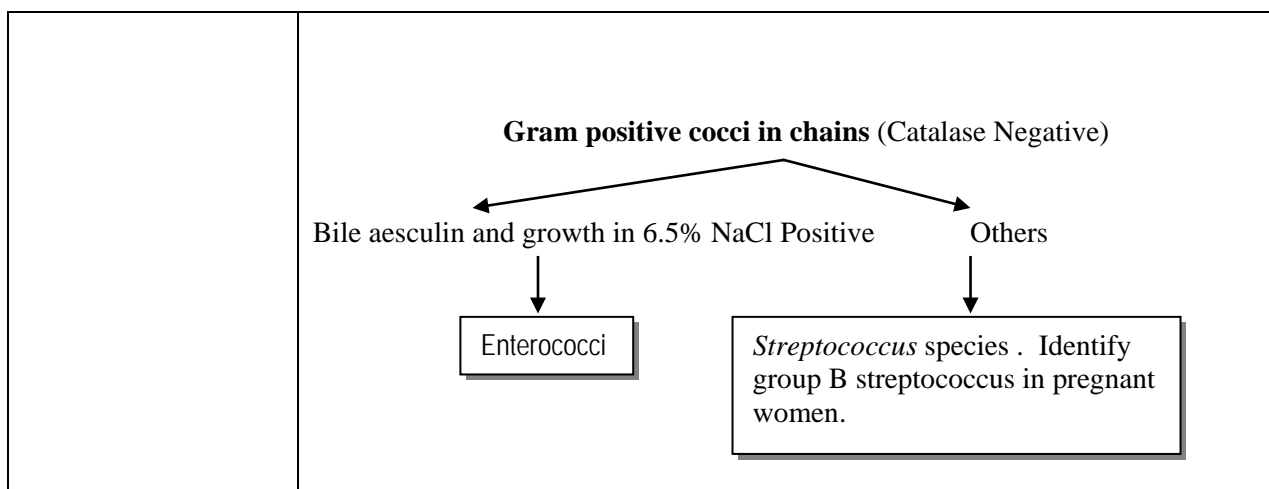 Gram positive cocci in chains (Catalase Negative)
Bile aesculin and growth in 6.5% NaCl Positive
Others
Enterococci
Streptococcus species . Identify
group B streptococcus in pregnant
women.